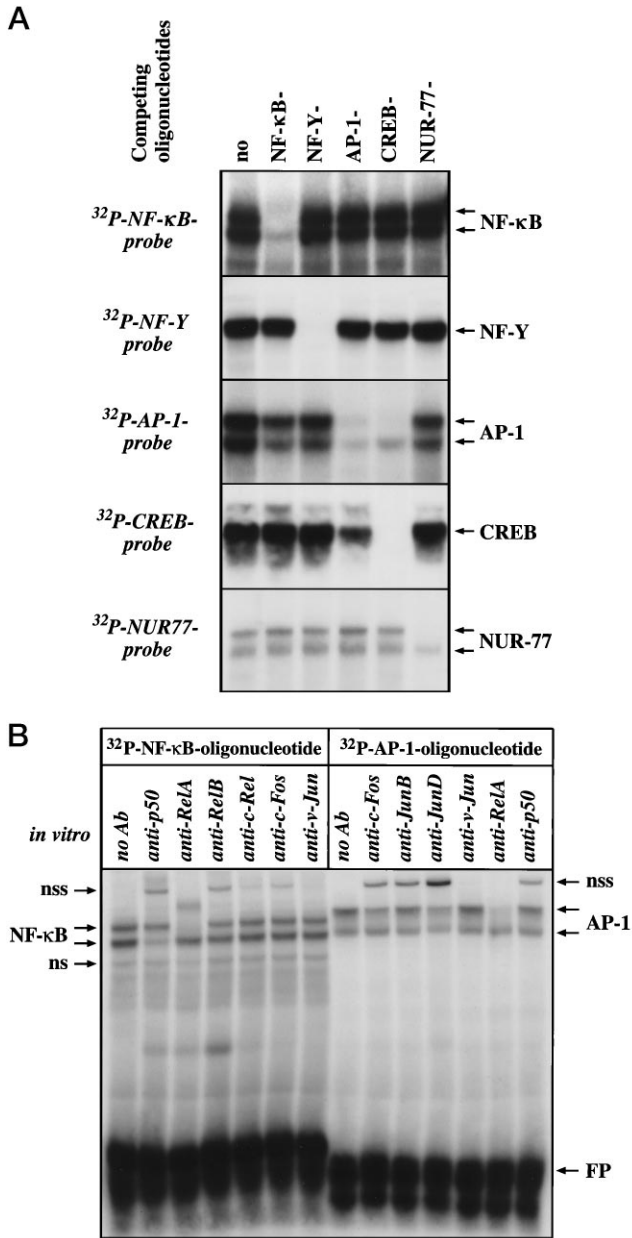 A
Competing
oligonucleotides
no
NF-κB-
NF-Y-
AP-1-
CREB-
NUR-77-
32P-NF-κB-
probe
NF-κB
32P-NF-Y
probe
NF-Y
32P-AP-1-
probe
AP-1
32P-CREB-
probe
CREB
32P-NUR77-
probe
NUR-77
B
32P-NF-κB-oligonucleotide
32P-AP-1-oligonucleotide
in vitro
no Ab
anti-p50
anti-RelA
anti-RelB
anti-c-Rel
anti-c-Fos
anti-v-Jun
no Ab
anti-c-Fos
anti-JunB
anti-JunD
anti-v-Jun
anti-RelA
anti-p50
nss
nss
NF-κB
AP-1
ns
FP